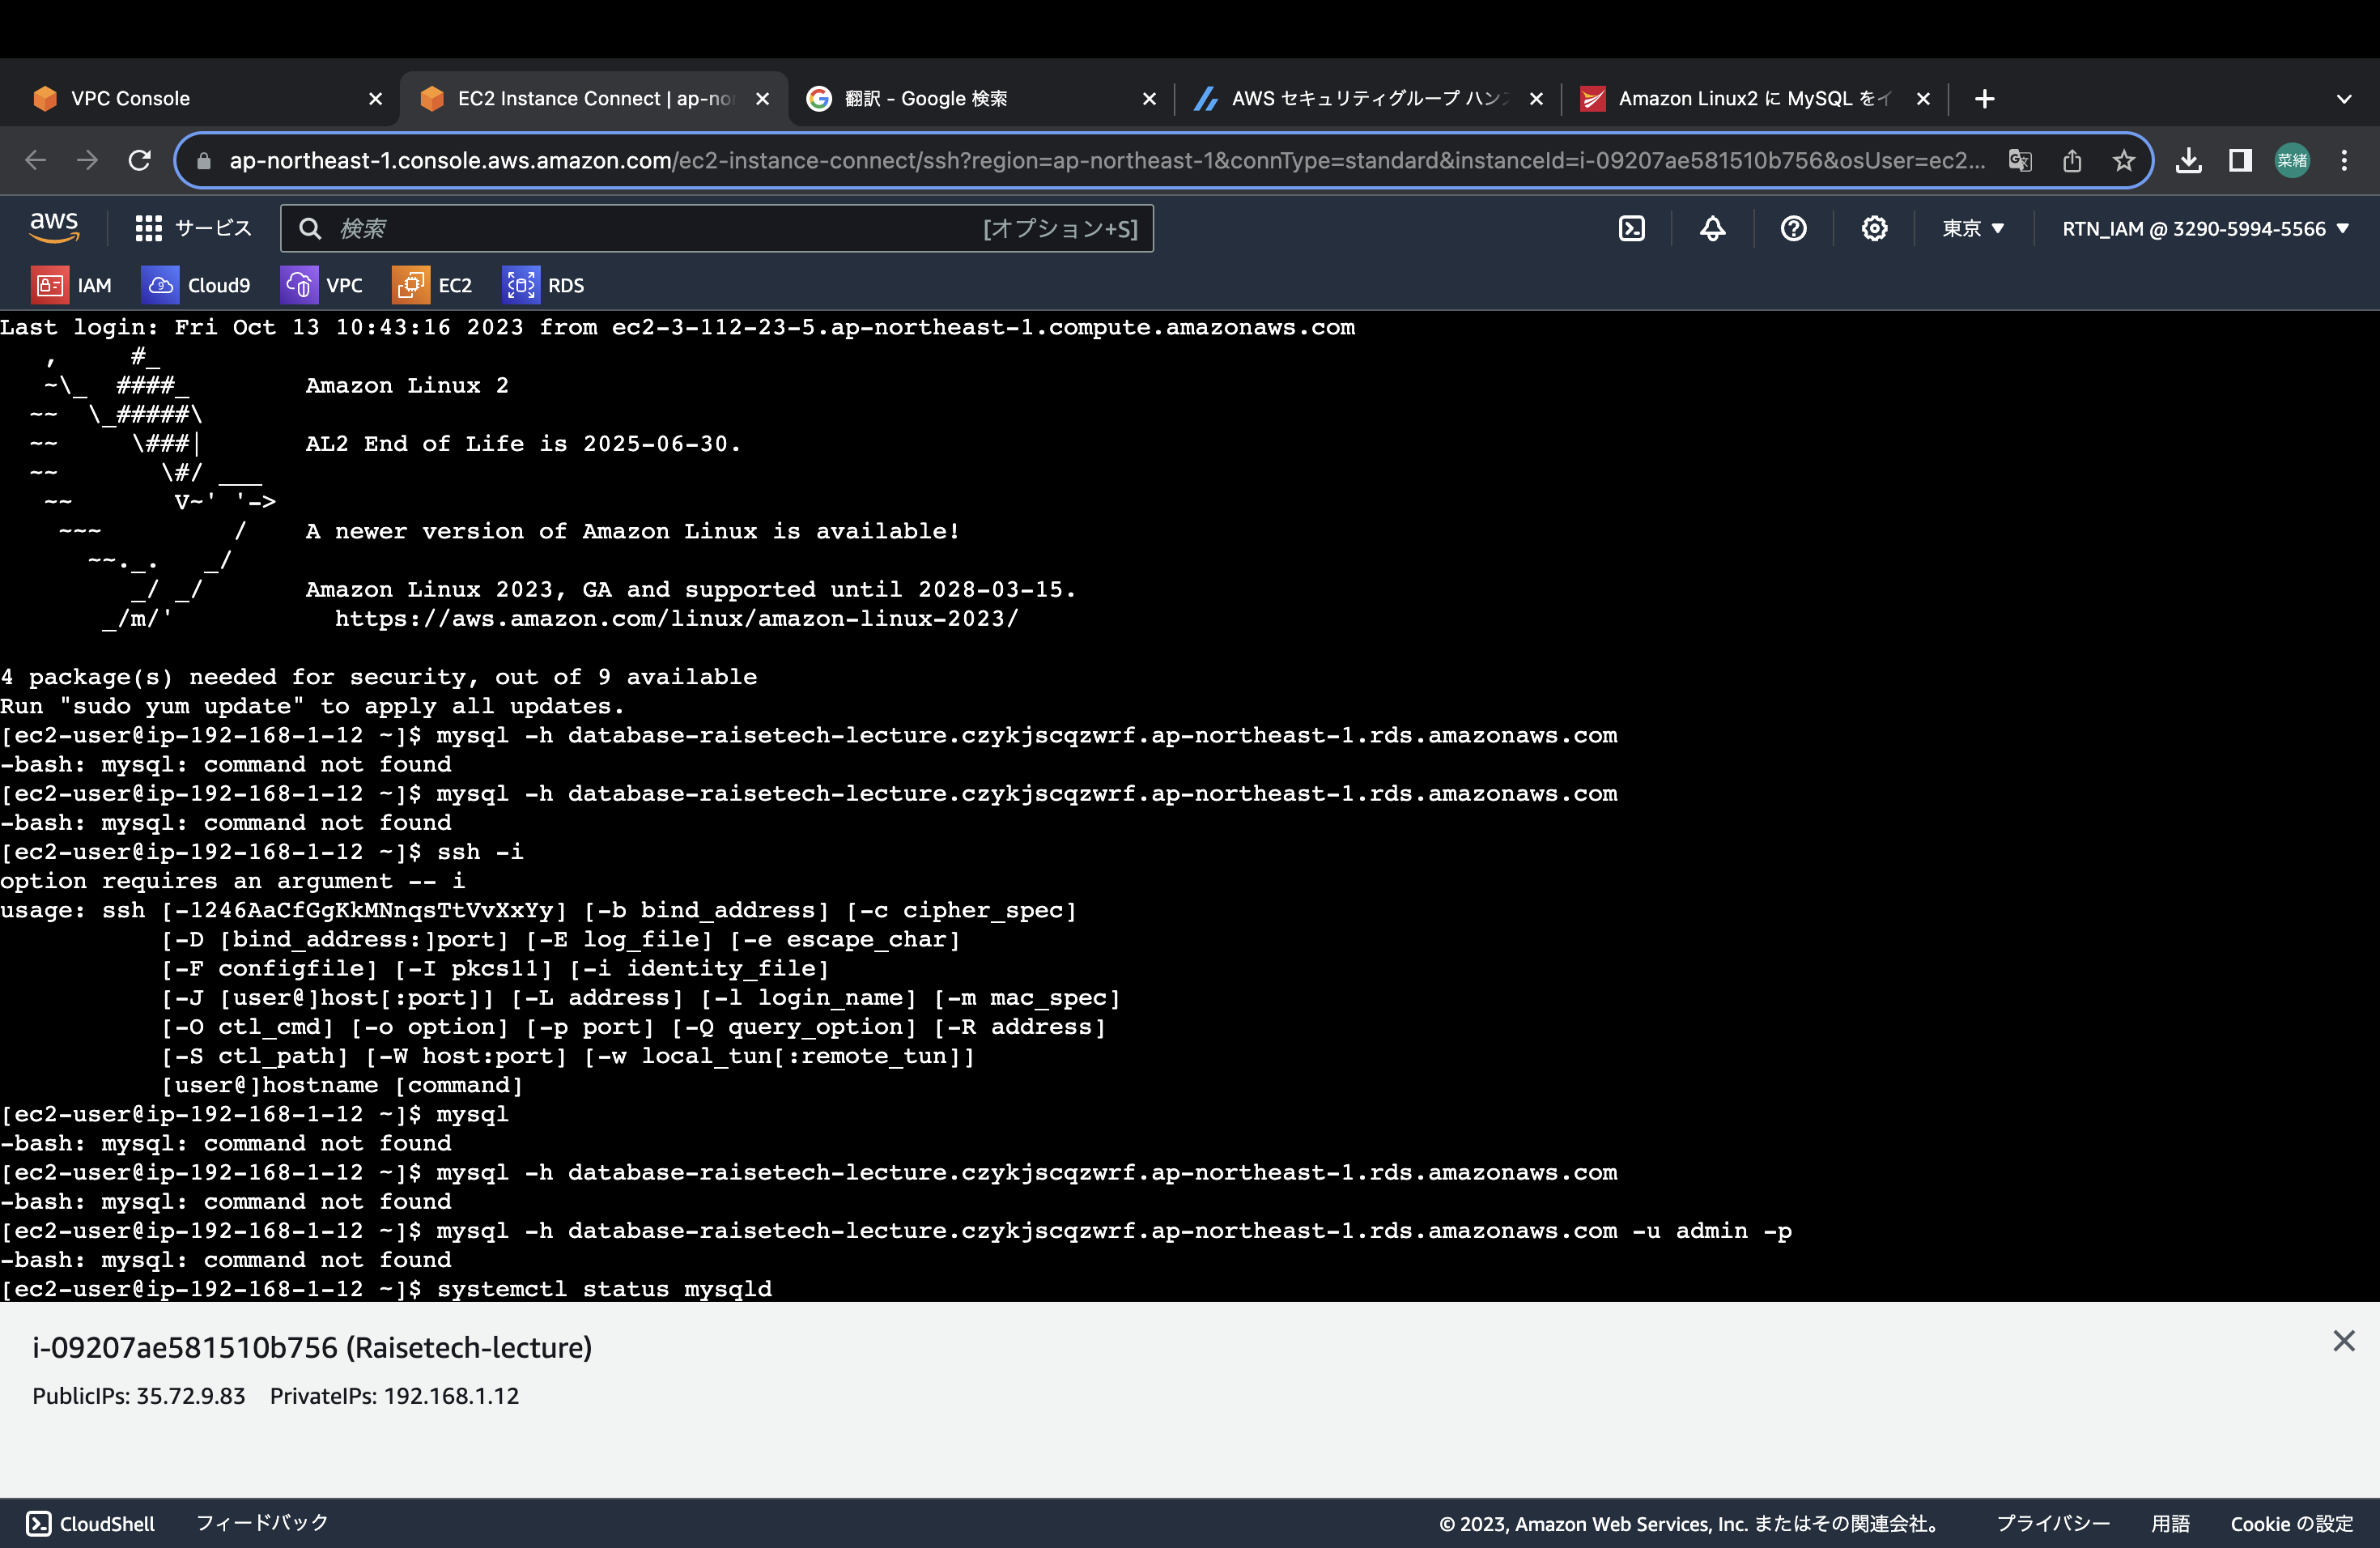 VPC Console
EC2 Instance Connect | ap-no
翻訳 - Google 検索
AWS セキュリティグループ ハン
Amazon Linux2 に MySQL をイ
ap-northeast-1.console.aws.amazon.com/ec2-instance-connect/ssh?region=ap-northeast-1&connType=standard&instanceId=i-09207ae581510b756&osUser=ec2...
菜緒
aws
サービス
検索
[オプション+S]
東京
RTN_IAM @ 3290-5994-5566
IAM
Cloud9
VPC
EC2
RDS
Last login: Fri Oct 13 10:43:16 2023 from ec2-3-112-23-5.ap-northeast-1.compute.amazonaws.com
   ,     #_
   ~\_  ####_        Amazon Linux 2
  ~~  \_#####\
  ~~     \###|       AL2 End of Life is 2025-06-30.
  ~~       \#/ ___
   ~~       V~' '->
    ~~~         /    A newer version of Amazon Linux is available!
      ~~._.   _/
         _/ _/       Amazon Linux 2023, GA and supported until 2028-03-15.
       _/m/'           https://aws.amazon.com/linux/amazon-linux-2023/
4 package(s) needed for security, out of 9 available
Run "sudo yum update" to apply all updates.
[ec2-user@ip-192-168-1-12 ~]$ mysql -h database-raisetech-lecture.czykjscqzwrf.ap-northeast-1.rds.amazonaws.com
-bash: mysql: command not found
[ec2-user@ip-192-168-1-12 ~]$ mysql -h database-raisetech-lecture.czykjscqzwrf.ap-northeast-1.rds.amazonaws.com
-bash: mysql: command not found
[ec2-user@ip-192-168-1-12 ~]$ ssh -i
option requires an argument -- i
usage: ssh [-1246AaCfGgKkMNnqsTtVvXxYy] [-b bind_address] [-c cipher_spec]
           [-D [bind_address:]port] [-E log_file] [-e escape_char]
           [-F configfile] [-I pkcs11] [-i identity_file]
           [-J [user@]host[:port]] [-L address] [-l login_name] [-m mac_spec]
           [-O ctl_cmd] [-o option] [-p port] [-Q query_option] [-R address]
           [-S ctl_path] [-W host:port] [-w local_tun[:remote_tun]]
           [user@]hostname [command]
[ec2-user@ip-192-168-1-12 ~]$ mysql
-bash: mysql: command not found
[ec2-user@ip-192-168-1-12 ~]$ mysql -h database-raisetech-lecture.czykjscqzwrf.ap-northeast-1.rds.amazonaws.com
-bash: mysql: command not found
[ec2-user@ip-192-168-1-12 ~]$ mysql -h database-raisetech-lecture.czykjscqzwrf.ap-northeast-1.rds.amazonaws.com -u admin -p
-bash: mysql: command not found
[ec2-user@ip-192-168-1-12 ~]$ systemctl status mysqld
i-09207ae581510b756 (Raisetech-lecture)
PublicIPs: 35.72.9.83    PrivateIPs: 192.168.1.12
CloudShell
フィードバック
© 2023, Amazon Web Services, Inc. またはその関連会社。
プライバシー
用語
Cookie の設定